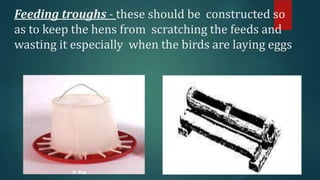 Feeding troughs - these should be  constructed so
as to keep the hens from  scratching the feeds and
wasting it especially  when the birds are laying eggs